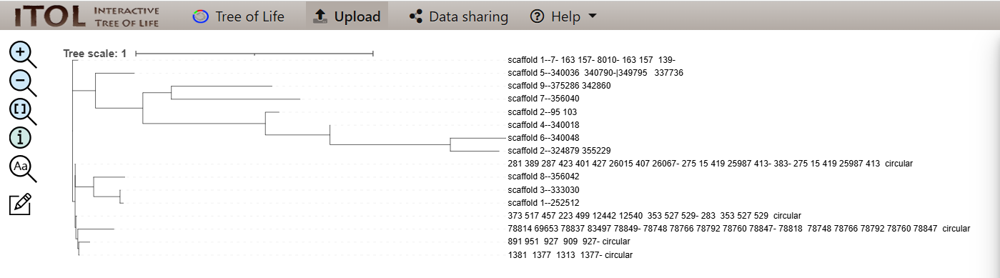 iTOL INTERACTIVE TREE OF LIFE Tree of Life Upload Data sharing Help
Tree scale: 1
scaffold 1--7- 163 157- 8010- 163 157  139-
scaffold 5--340036  340790-|349795   337736
scaffold 9--375286 342860
scaffold 7--356040
scaffold 2--95 103
scaffold 4--340018
scaffold 6--340048
scaffold 2--324879 355229
281 389 287 423 401 427 26015 407 26067- 275 15 419 25987 413- 383- 275 15 419 25987 413  circular
scaffold 8--356042
scaffold 3--333030
scaffold 1--252512
373 517 457 223 499 12442 12540  353 527 529- 283  353 527 529  circular
78814 69653 78837 83497 78849- 78748 78766 78792 78760 78847- 78818  78748 78766 78792 78760 78847  circular
891 951  927  909  927- circular
1381  1377  1313  1377- circular
Aa